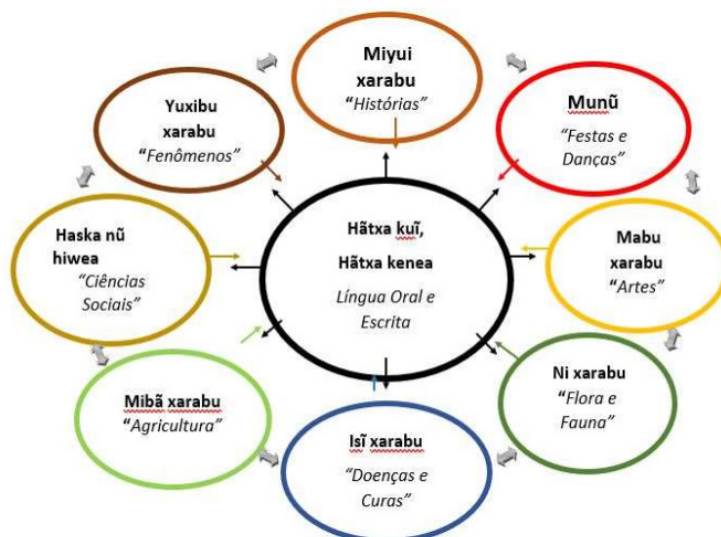 Miyui
xarabu
“Histórias”
Munũ
“Festas e
Danças”
Mabu
xarabu
“Artes”
Ni xarabu
“Flora e
Fauna”
Isĩ xarabu
“Doenças e
Curas”
Mibã xarabu
“Agricultura”
Haska nũ
hiwea
“Ciências
Sociais”
Yuxibu
xarabu
“Fenômenos”
Hãtxa kuĩ,
Hãtxa kenea
Língua Oral e
Escrita